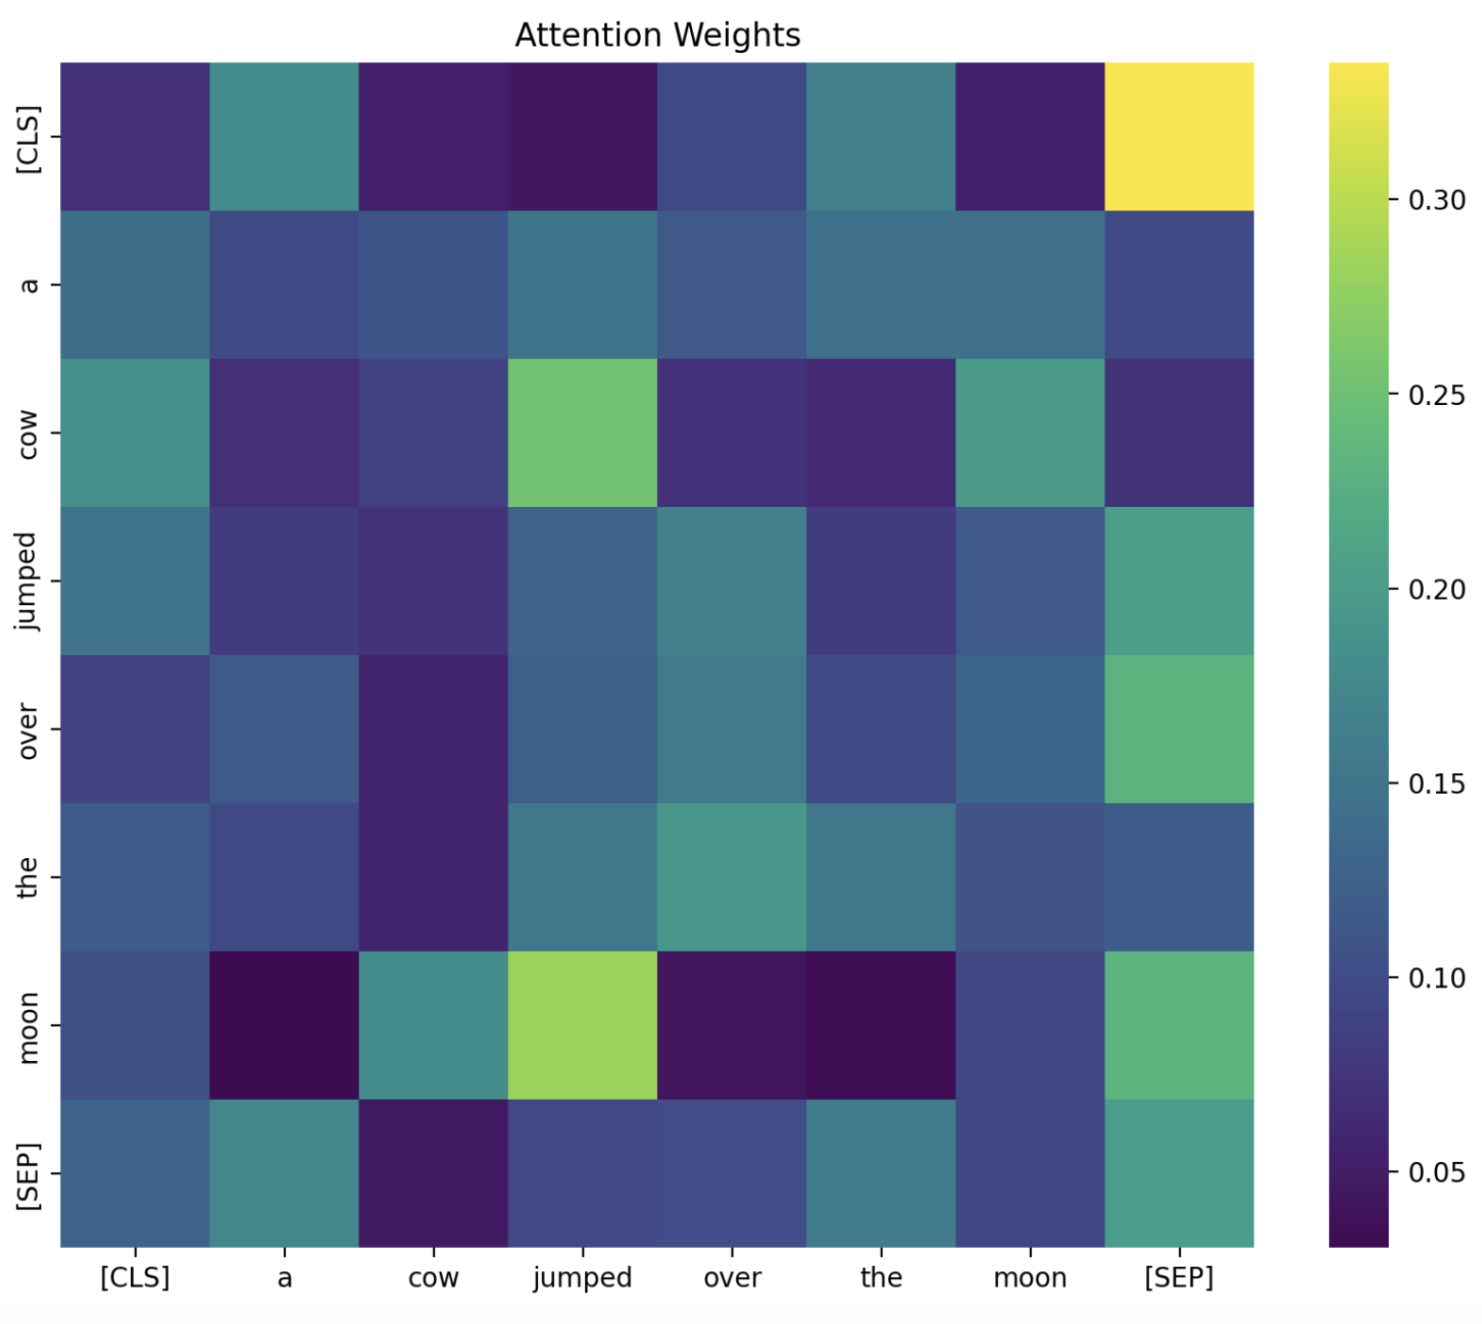 Attention Weights
[CLS]
a
cow
jumped
over
the
moon
[SEP]
[CLS] a cow jumped over the moon [SEP]
0.30
0.25
0.20
0.15
0.10
0.05